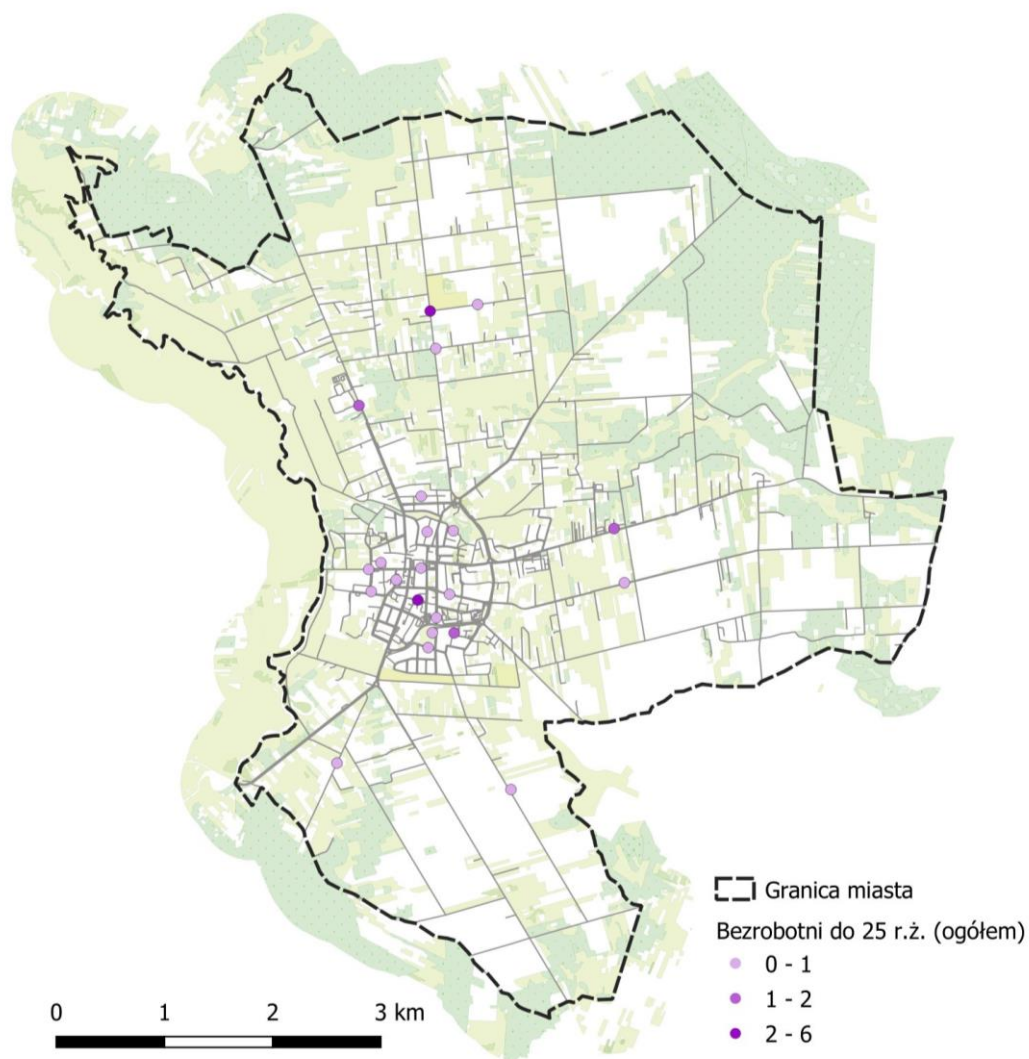 Granica miasta
Bezrobotni do 25 r.ż. (ogółem)
0 - 1
1 - 2
2 - 6
0 1 2 3 km